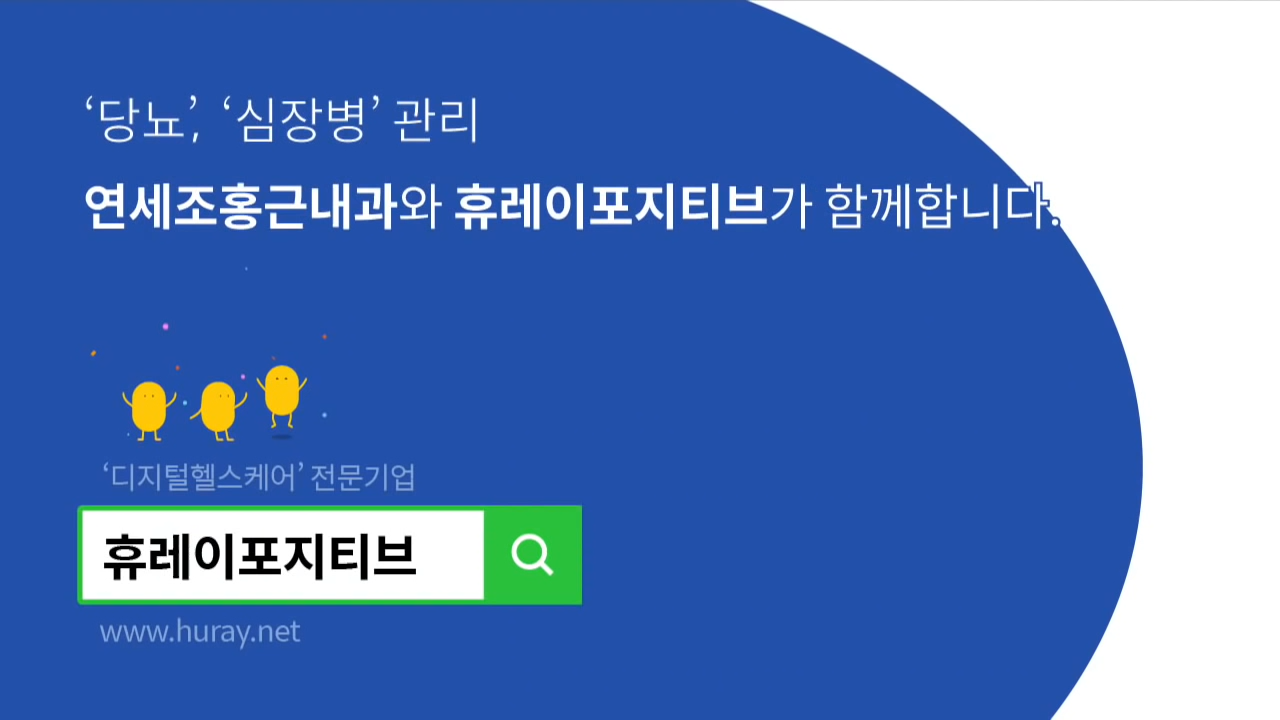 ‘당뇨’, ‘심장병’ 관리
연세조홍근내과와 휴레이포지티브가 함께합니다.
‘디지털헬스케어’ 전문기업
휴레이포지티브
www.huray.net